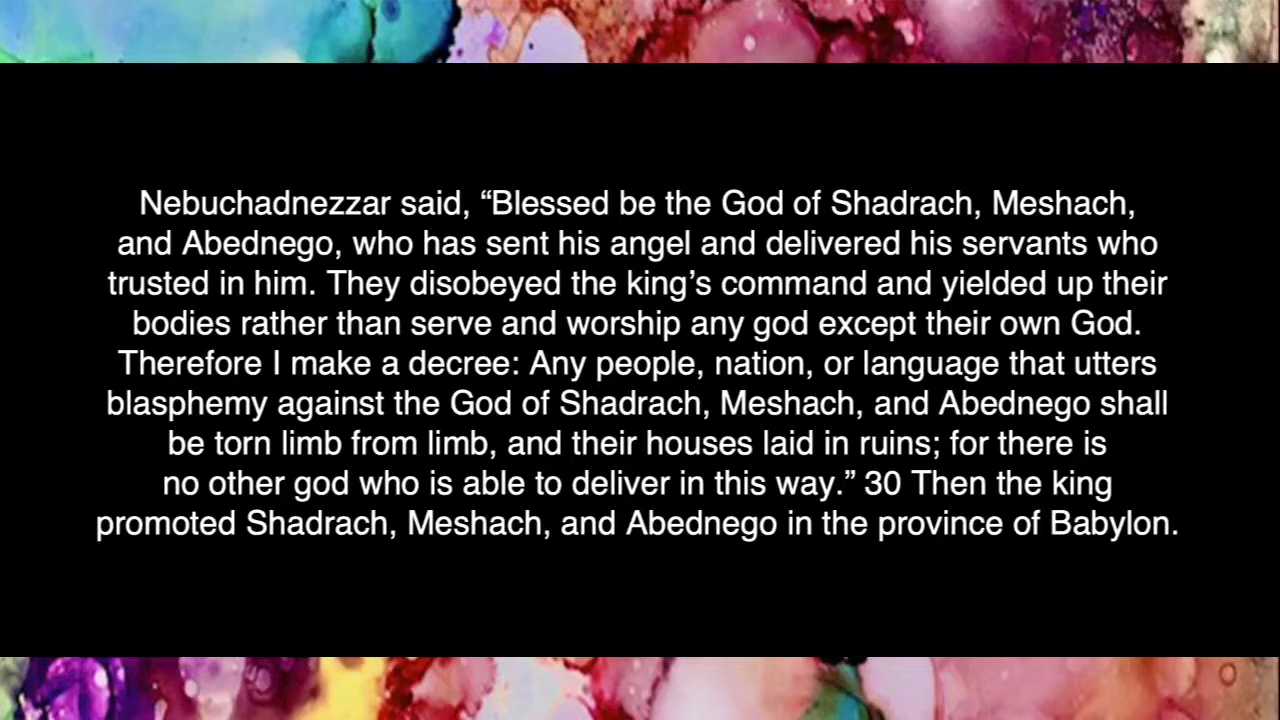 Nebuchadnezzar said, “Blessed be the God of Shadrach, Meshach,
and Abednego, who has sent his angel and delivered his servants who
trusted in him. They disobeyed the king’s command and yielded up their
bodies rather than serve and worship any god except their own God.
Therefore I make a decree: Any people, nation, or language that utters
blasphemy against the God of Shadrach, Meshach, and Abednego shall
be torn limb from limb, and their houses laid in ruins; for there is
no other god who is able to deliver in this way.” 30 Then the king
promoted Shadrach, Meshach, and Abednego in the province of Babylon.